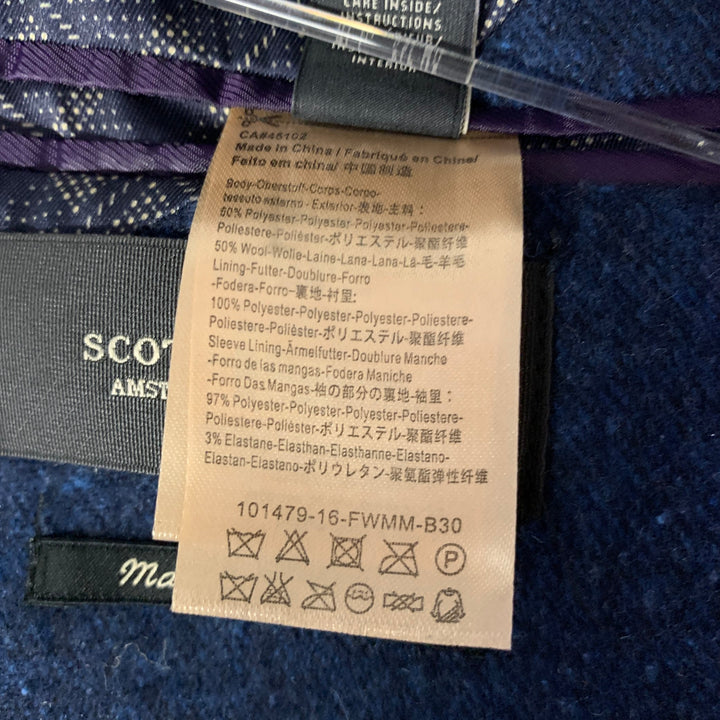 CARE INSIDE/
INSTRUCTIONS
INTERIOR
CA#45102
Made in China / Fabriqué en Chine/
Feito em china/ 中国制造
Body-Oberstoff-Corps-Corpo-
tessuto esterno - Exterior-表地-主料：
50% Polyester-Polyester-Polyester-Poliestere-
Poliestere-Poliéster-ポリエステル-聚酯纤维
50% Wool-Wolle-Laine-Lana-Lana-Lã-毛-羊毛
Lining-Futter-Doublure-Forro
-Fodera-Forro-裏地-衬里:
100% Polyester-Polyester-Polyester-Poliestere-
Poliestere-Poliéster-ポリエステル-聚酯纤维
Sleeve Lining-Ärmelfutter-Doublure Manche
-Forro de las mangas-Fodera Maniche
-Forro Das Mangas-袖の部分の裏地-袖里：
97% Polyester-Polyester-Polyester-Poliestere-
Poliestere-Poliéster-ポリエステル-聚酯纤维
3% Elastane-Elasthan-Elasthanne-Elastano-
Elastan-Elastano-ポリウレタン-聚氨酯弹性纤维
101479-16-FWMM-B30
P
SCOT
AMST
Ma